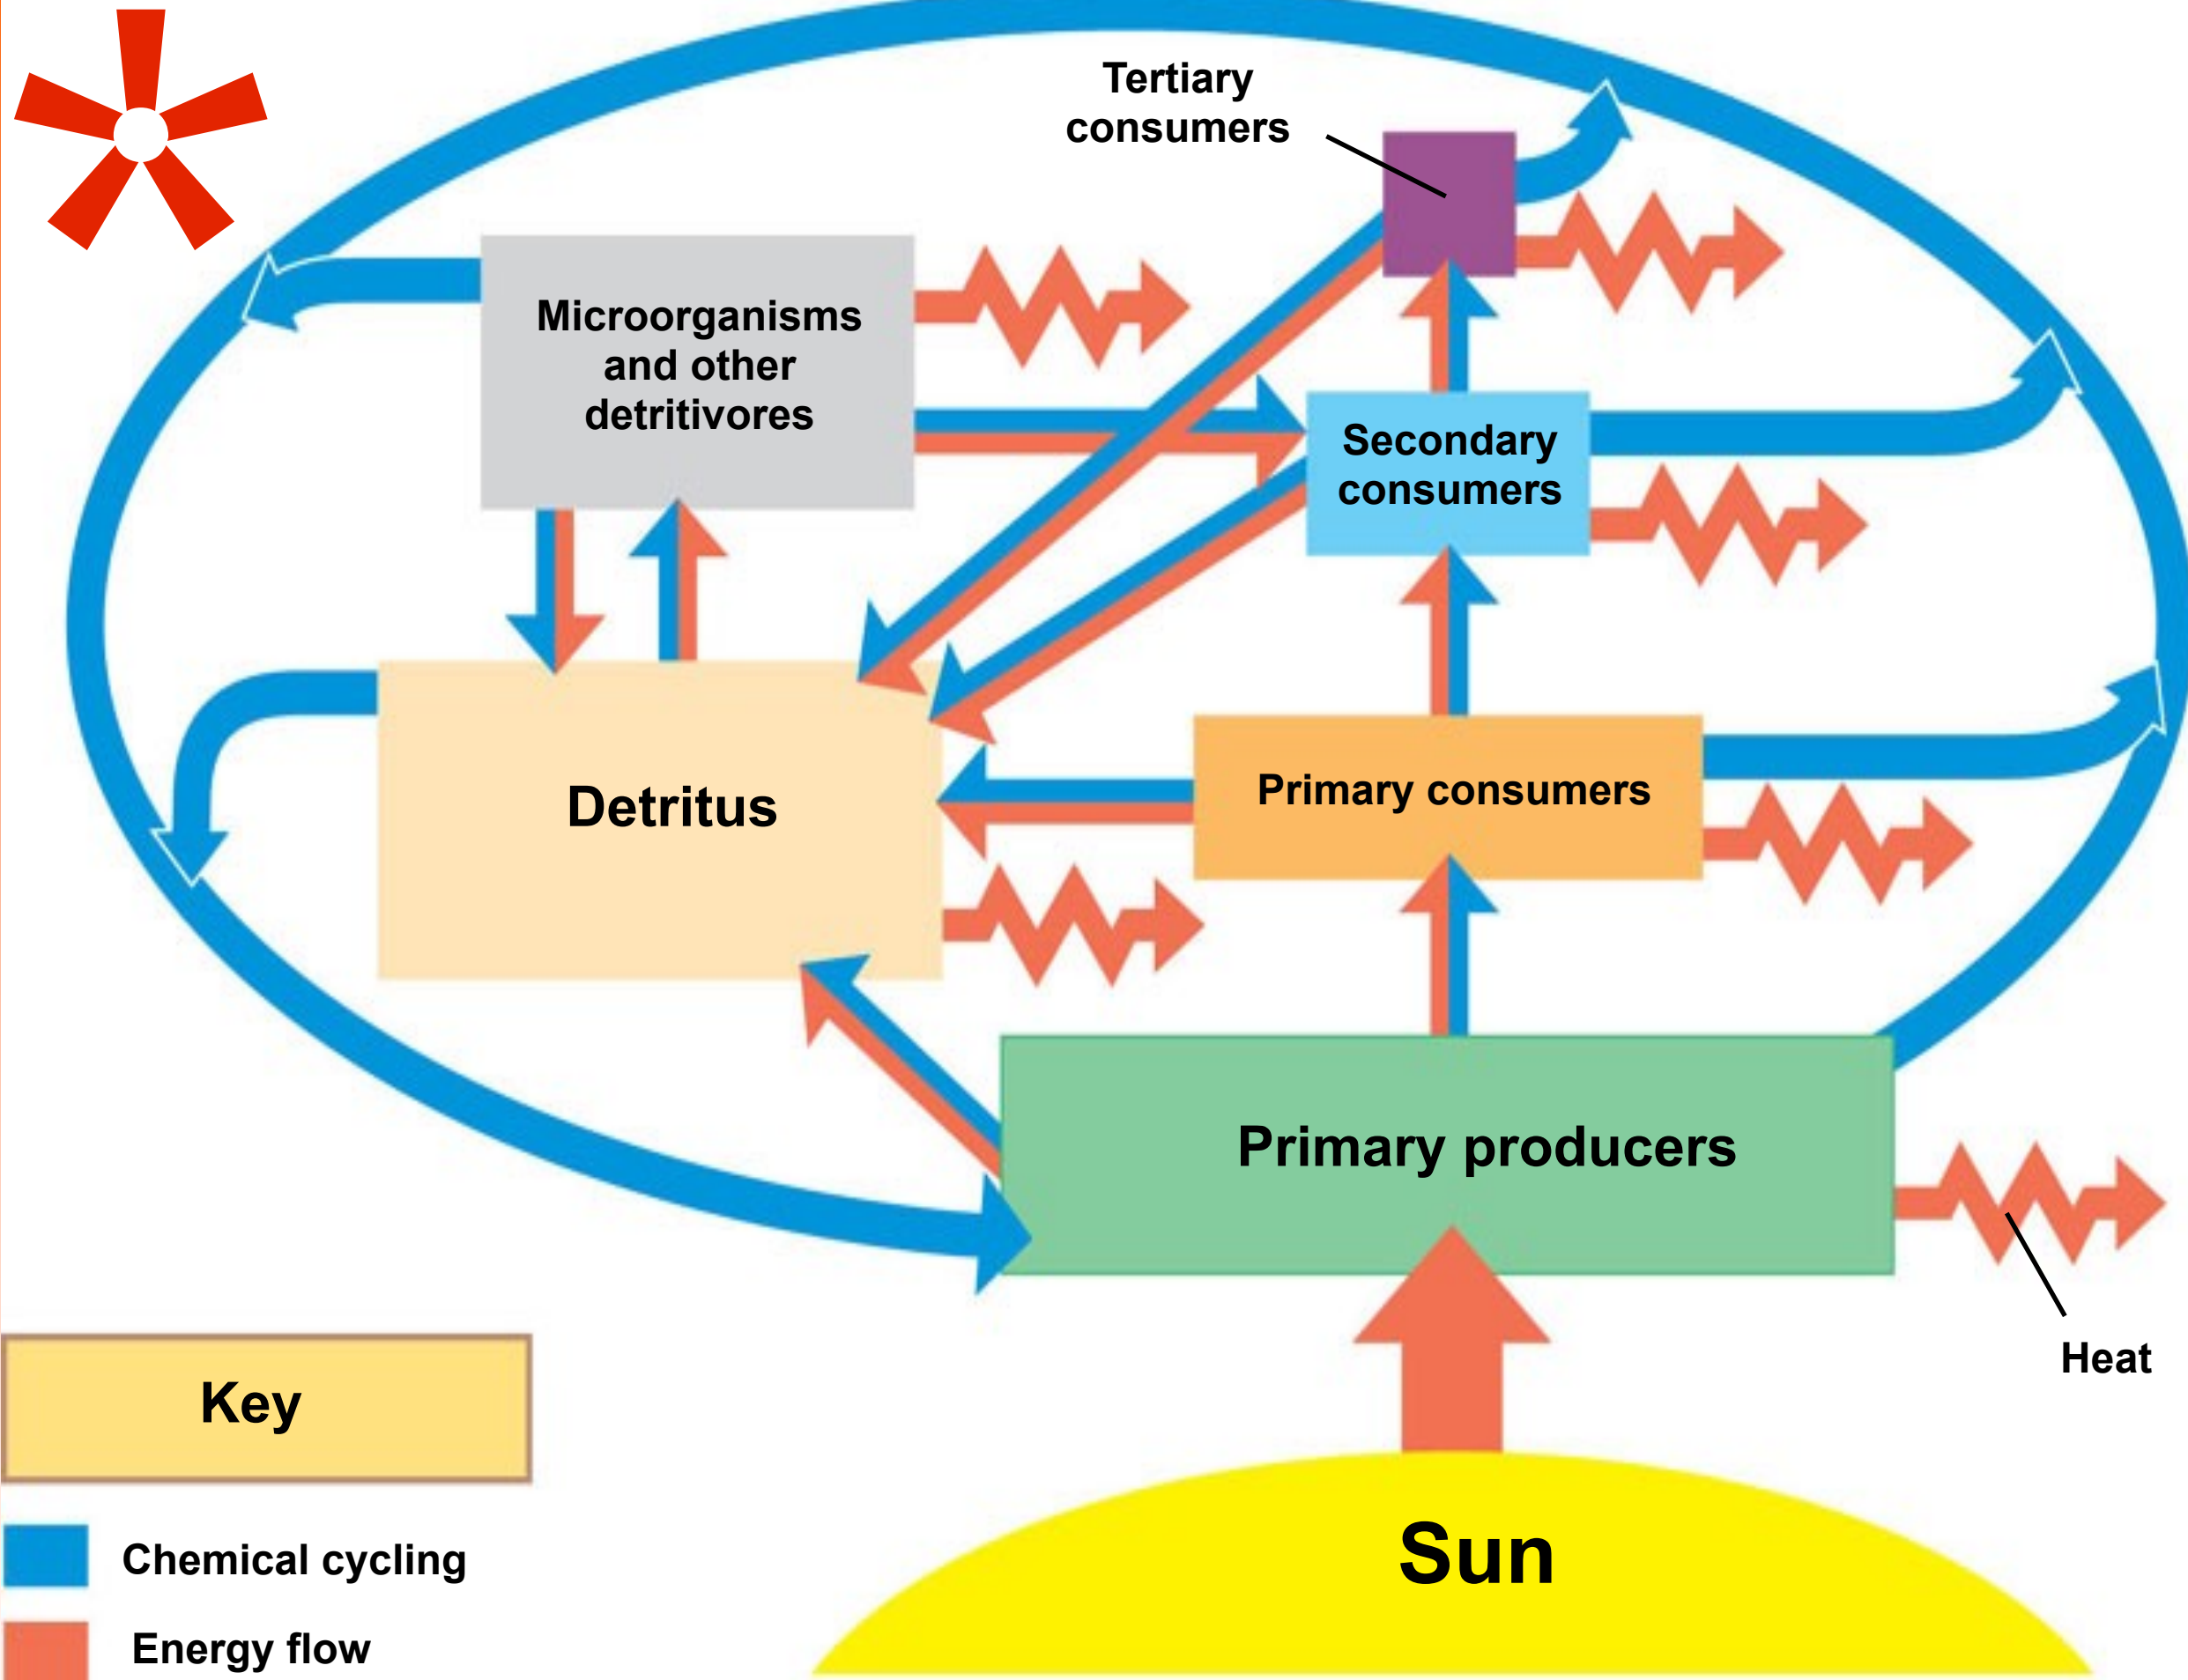 Tertiary
consumers
Microorganisms
and other
detritivores
Secondary
consumers
Detritus
Primary consumers
Primary producers
Heat
Key
Sun
Chemical cycling
Energy flow